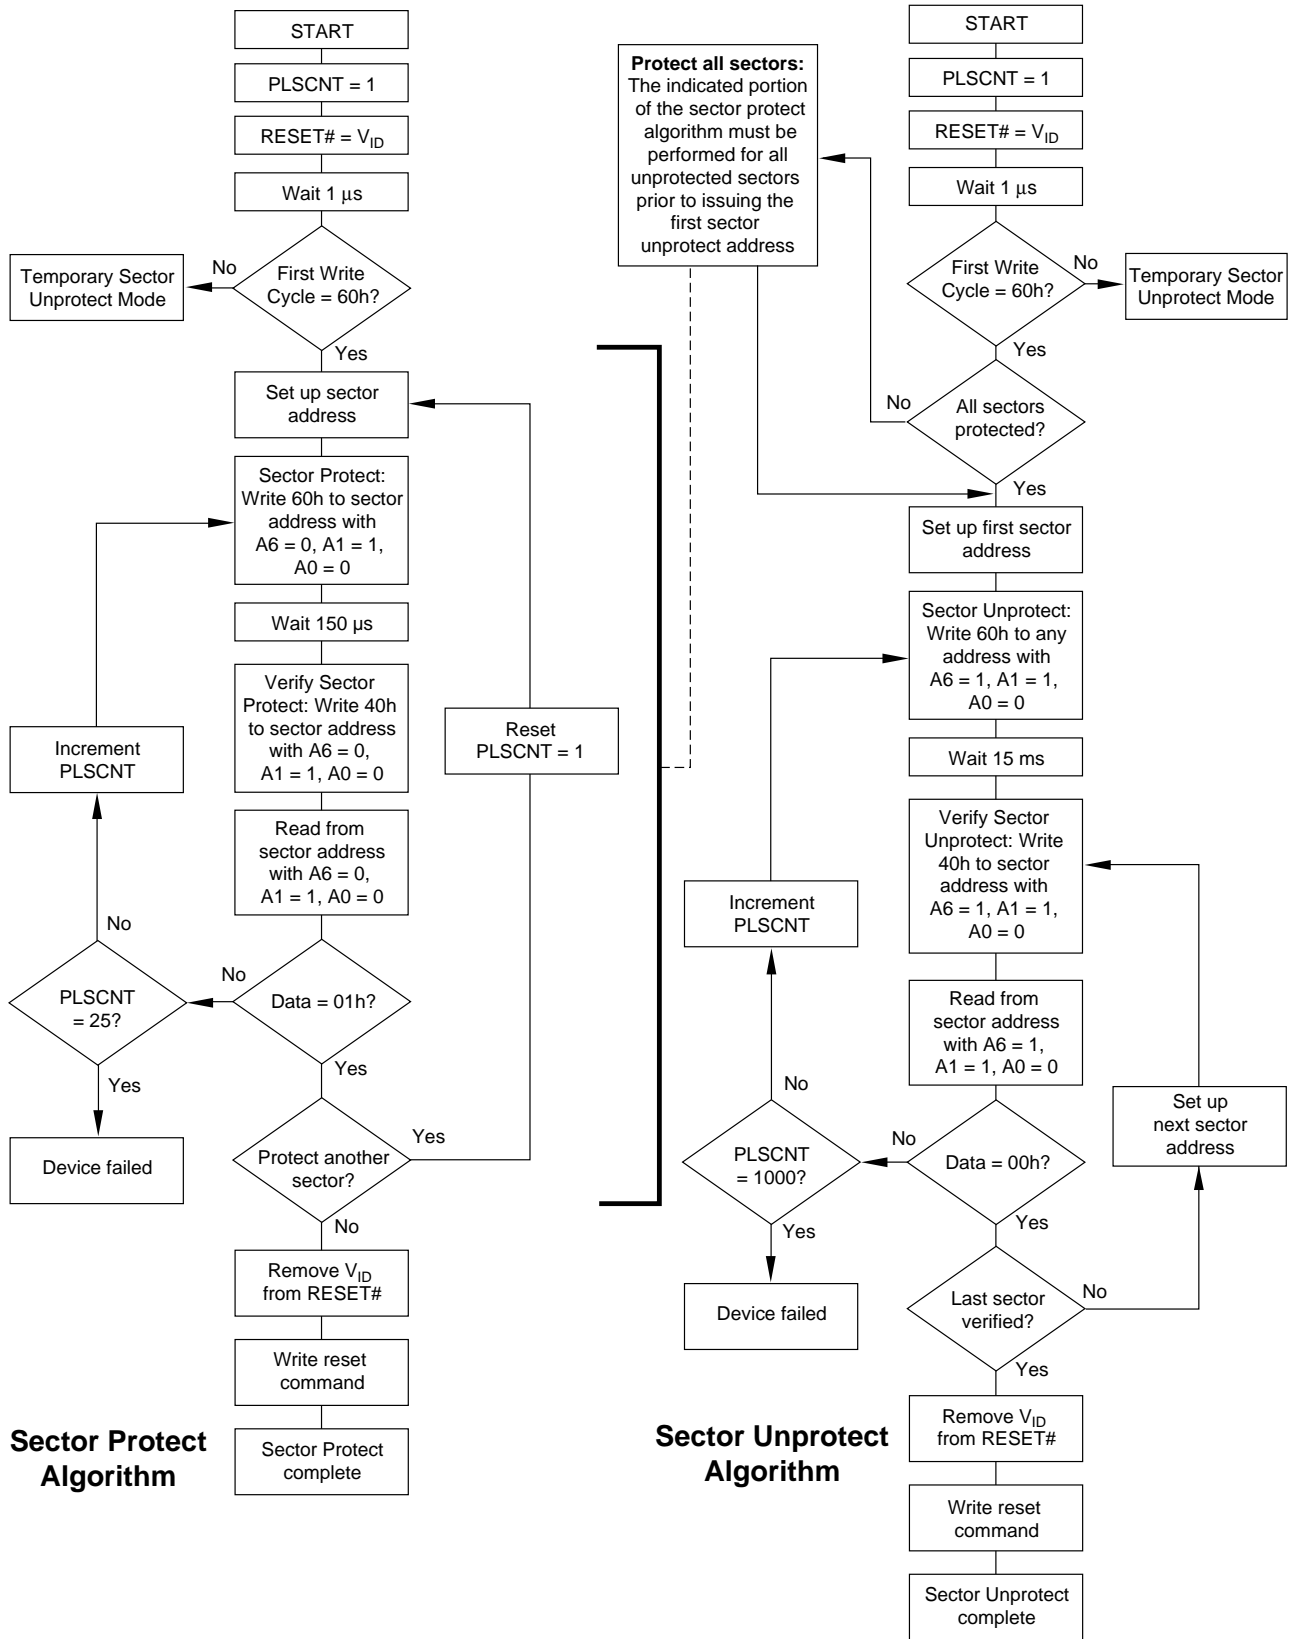 START
PLSCNT = 1
RESET# = VID
Wait 1 μs
First Write
Cycle = 60h?
No
Temporary Sector
Unprotect Mode
Yes
Set up sector
address
Sector Protect:
Write 60h to sector
address with
A6 = 0, A1 = 1,
A0 = 0
Wait 150 µs
Verify Sector
Protect: Write 40h
to sector address
with A6 = 0,
A1 = 1, A0 = 0
Read from
sector address
with A6 = 0,
A1 = 1, A0 = 0
Data = 01h?
No
PLSCNT
= 25?
No
Increment
PLSCNT
Yes
Device failed
Yes
Protect another
sector?
Yes
Reset
PLSCNT = 1
No
Remove VID
from RESET#
Write reset
command
Sector Protect
complete
Sector Protect
Algorithm
Protect all sectors:
The indicated portion
of the sector protect
algorithm must be
performed for all
unprotected sectors
prior to issuing the
first sector
unprotect address
START
PLSCNT = 1
RESET# = VID
Wait 1 μs
First Write
Cycle = 60h?
No
Temporary Sector
Unprotect Mode
Yes
All sectors
protected?
No
Yes
Set up first sector
address
Sector Unprotect:
Write 60h to any
address with
A6 = 1, A1 = 1,
A0 = 0
Wait 15 ms
Verify Sector
Unprotect: Write
40h to sector
address with
A6 = 1, A1 = 1,
A0 = 0
Read from
sector address
with A6 = 1,
A1 = 1, A0 = 0
Data = 00h?
No
PLSCNT
= 1000?
No
Increment
PLSCNT
Yes
Device failed
Yes
Last sector
verified?
No
Set up
next sector
address
Yes
Remove VID
from RESET#
Write reset
command
Sector Unprotect
complete
Sector Unprotect
Algorithm